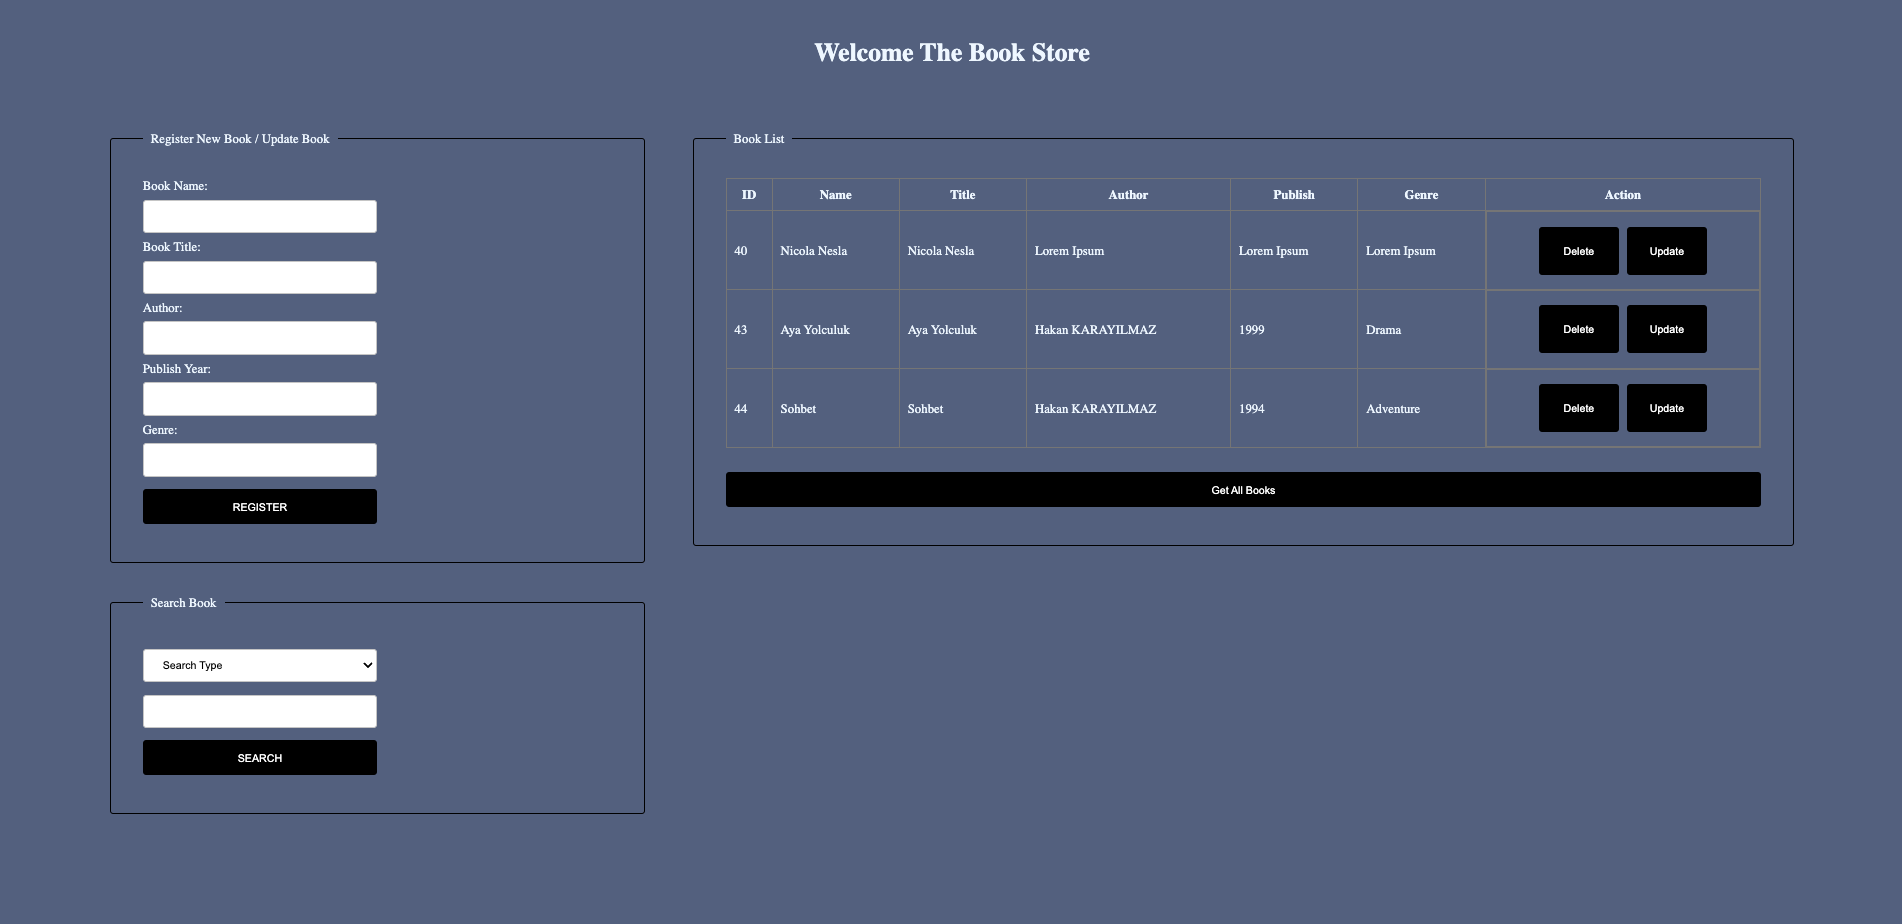 Welcome The Book Store
Register New Book / Update Book
Book Name:
Book Title:
Author:
Publish Year:
Genre:
REGISTER
Search Book
Search Type
SEARCH
Book List
ID Name Title Author Publish Genre Action
40 Nicola Nesla Nicola Nesla Lorem Ipsum Lorem Ipsum Lorem Ipsum Delete Update
43 Aya Yolculuk Aya Yolculuk Hakan KARAYILMAZ 1999 Drama Delete Update
44 Sohbet Sohbet Hakan KARAYILMAZ 1994 Adventure Delete Update
Get All Books